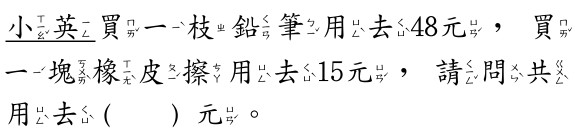 小英買一枝鉛筆用去48元，買
一塊橡皮擦用去15元，請問共
用去(　　)元。